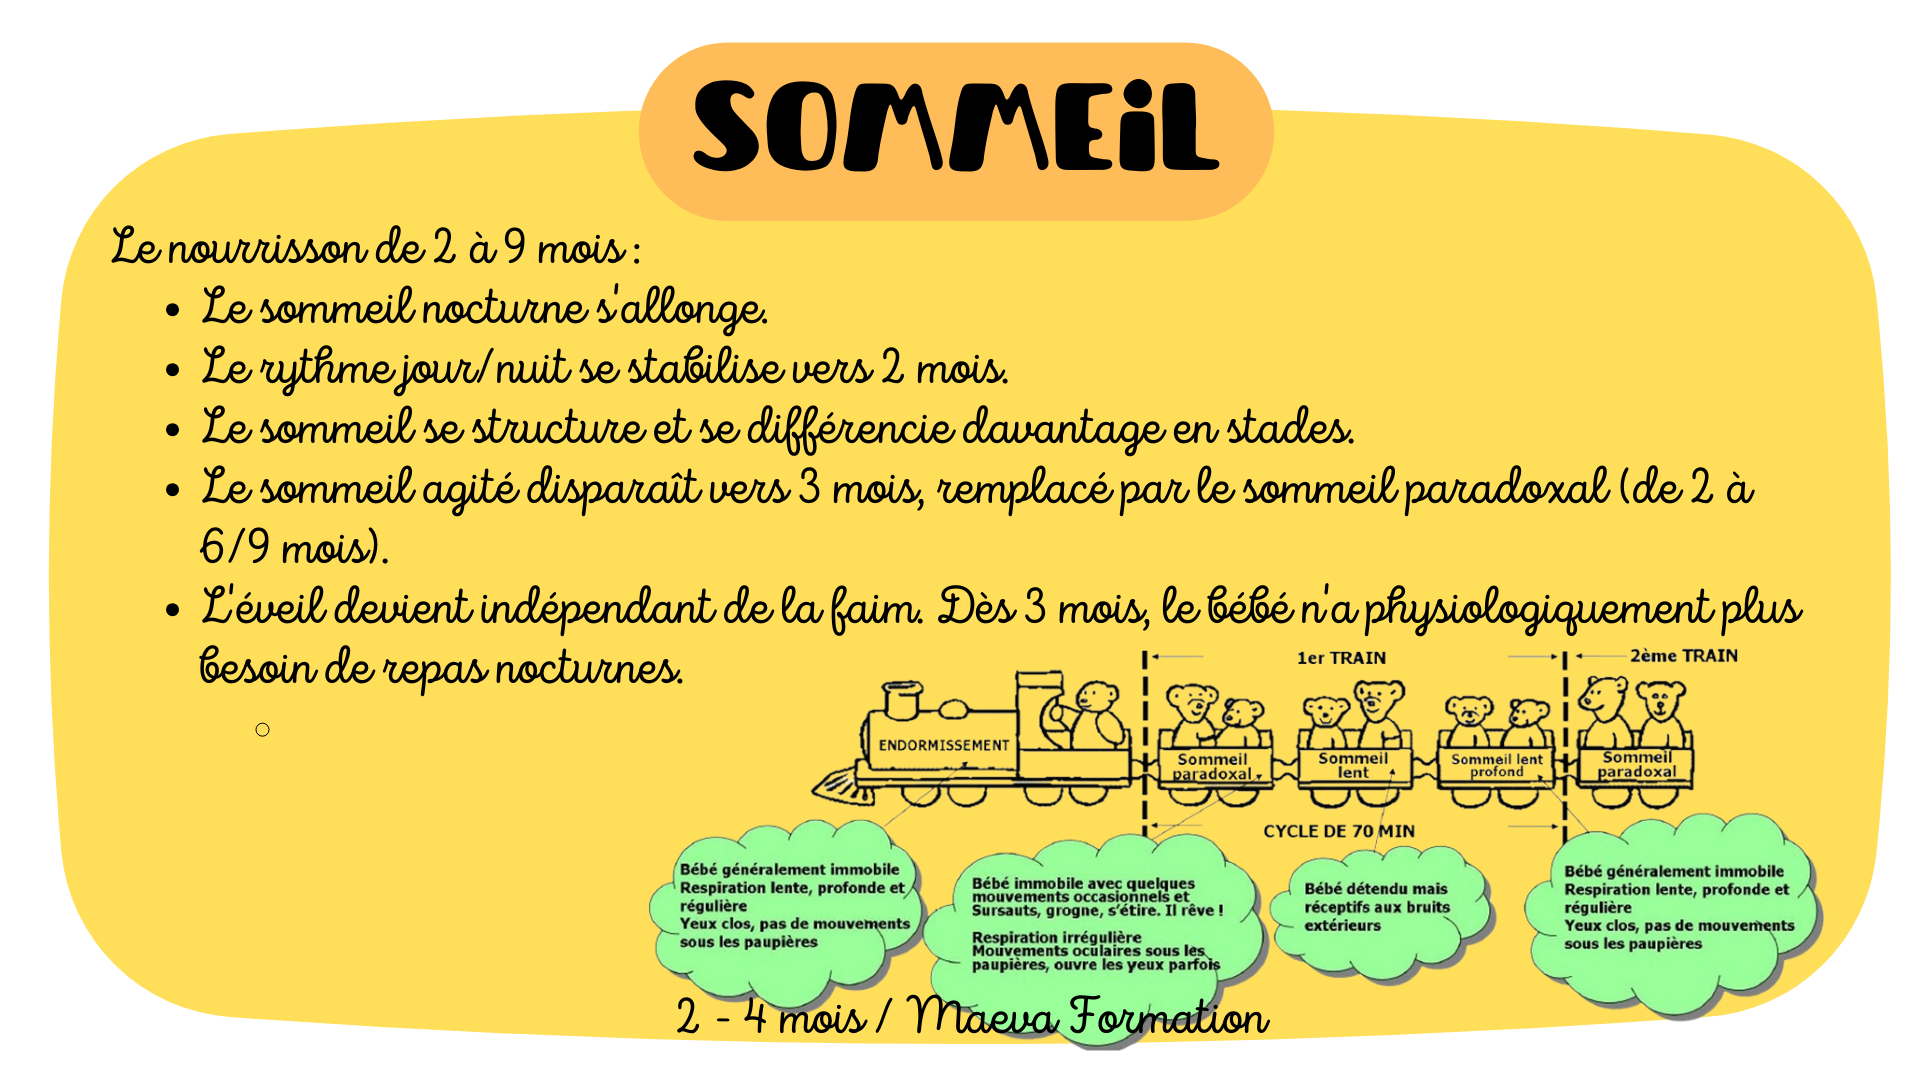 SOMMEiL
Le nourrisson de 2 à 9 mois :
• Le sommeil nocturne s'allonge.
• Le rythme jour/nuit se stabilise vers 2 mois.
• Le sommeil se structure et se différencie davantage en stades.
• Le sommeil agité disparaît vers 3 mois, remplacé par le sommeil paradoxal (de 2 à
6/9 mois).
• L'éveil devient indépendant de la faim. Dès 3 mois, le bébé n'a physiologiquement plus
besoin de repas nocturnes.
1er TRAIN
2ème TRAIN
ENDORMISSEMENT
Sommeil
paradoxal
Sommeil
lent
Sommeil lent
profond
Sommeil
paradoxal
CYCLE DE 70 MIN
Bébé généralement immobile
Respiration lente, profonde et
régulière
Yeux clos, pas de mouvements
sous les paupières
Bébé immobile avec quelques
mouvements occasionnels et
Sursauts, grogne, s'étire. Il rêve !
Respiration irrégulière
Mouvements oculaires sous les
paupières, ouvre les yeux parfois
Bébé détendu mais
réceptifs aux bruits
extérieurs
Bébé généralement immobile
Respiration lente, profonde et
régulière
Yeux clos, pas de mouvements
sous les paupières
2 - 4 mois / Maeva Formation